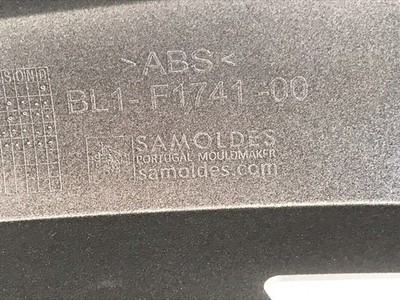 >ABS<
BL1-F1741-00
SAMOLDES
PORTUGAL MOULDMAKER
samoldes.com